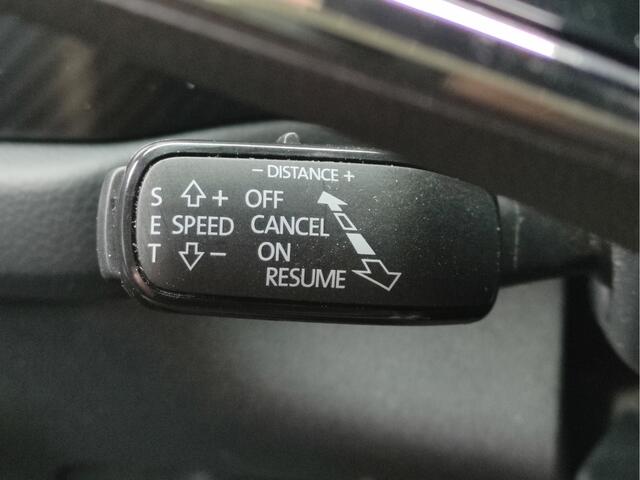 - DISTANCE +
S + OFF
E SPEED CANCEL
T - ON
RESUME